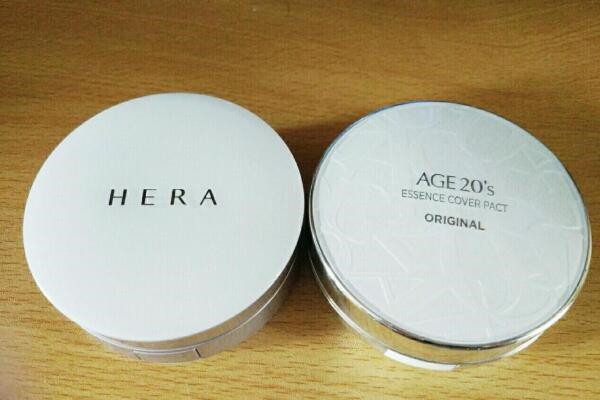 HERA
AGE 20's
ESSENCE COVER PACT
ORIGINAL